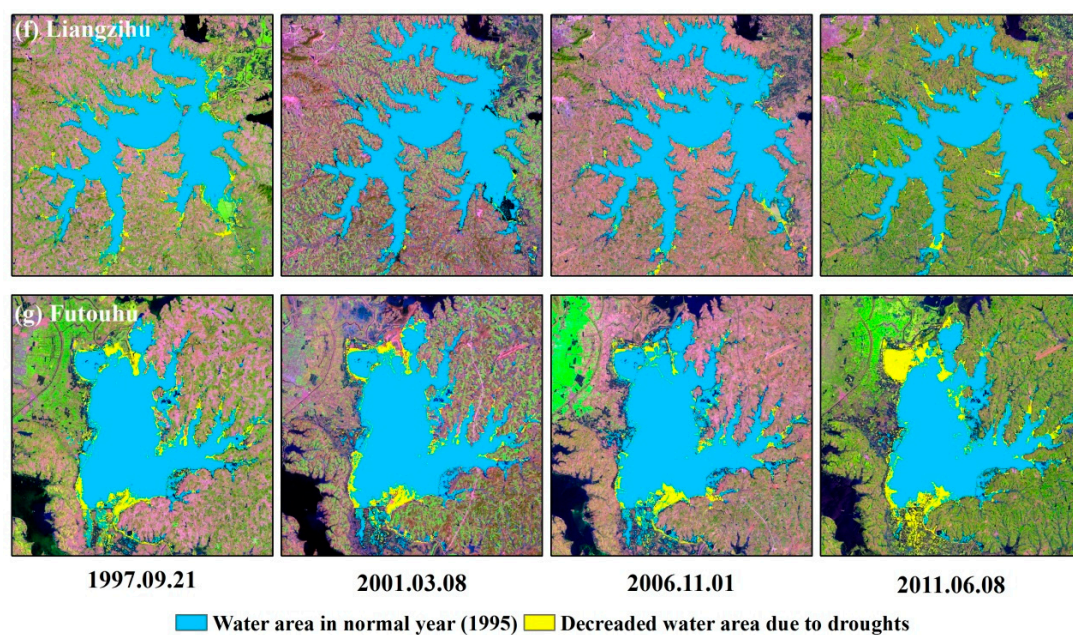 (f) Liangzihu
(g) Futouhu
1997.09.21 2001.03.08 2006.11.01 2011.06.08
Water area in normal year (1995) Decreaded water area due to droughts